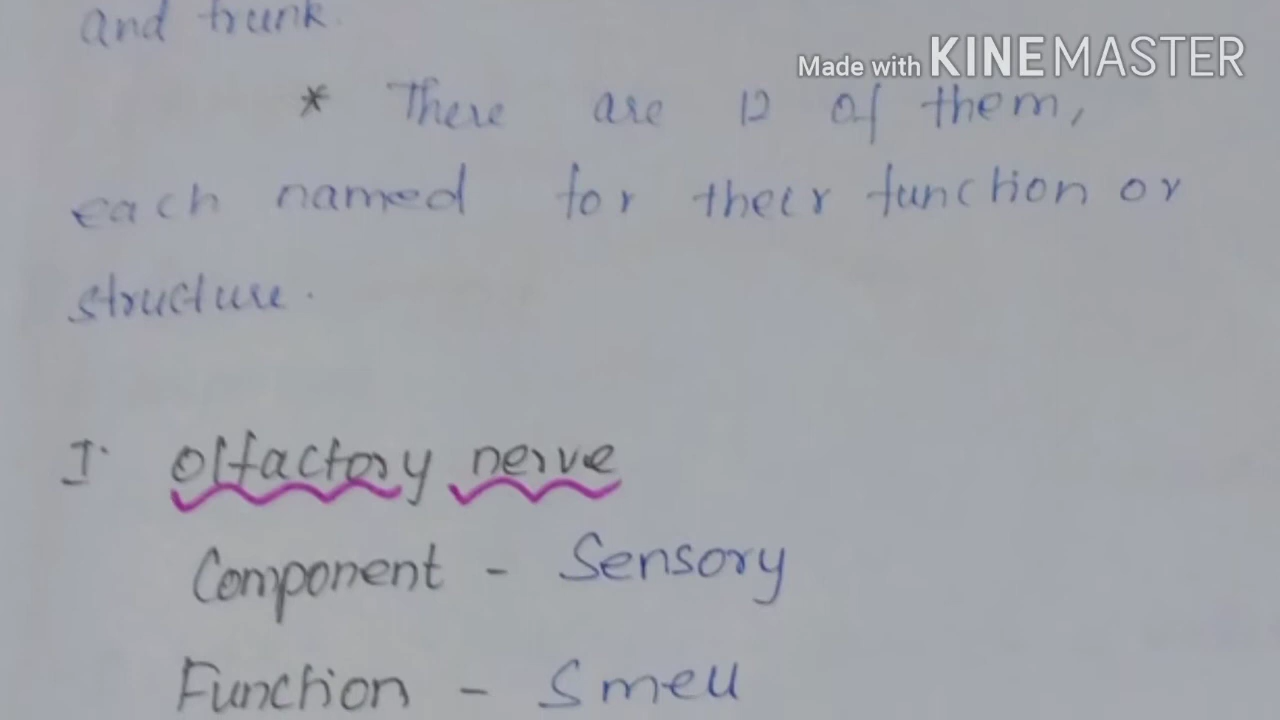 and trunk.
Made with KINEMASTER
* There are 12 of them,
each named for their function or
structure.
I. Olfactory nerve
Component - Sensory
Function - Smell